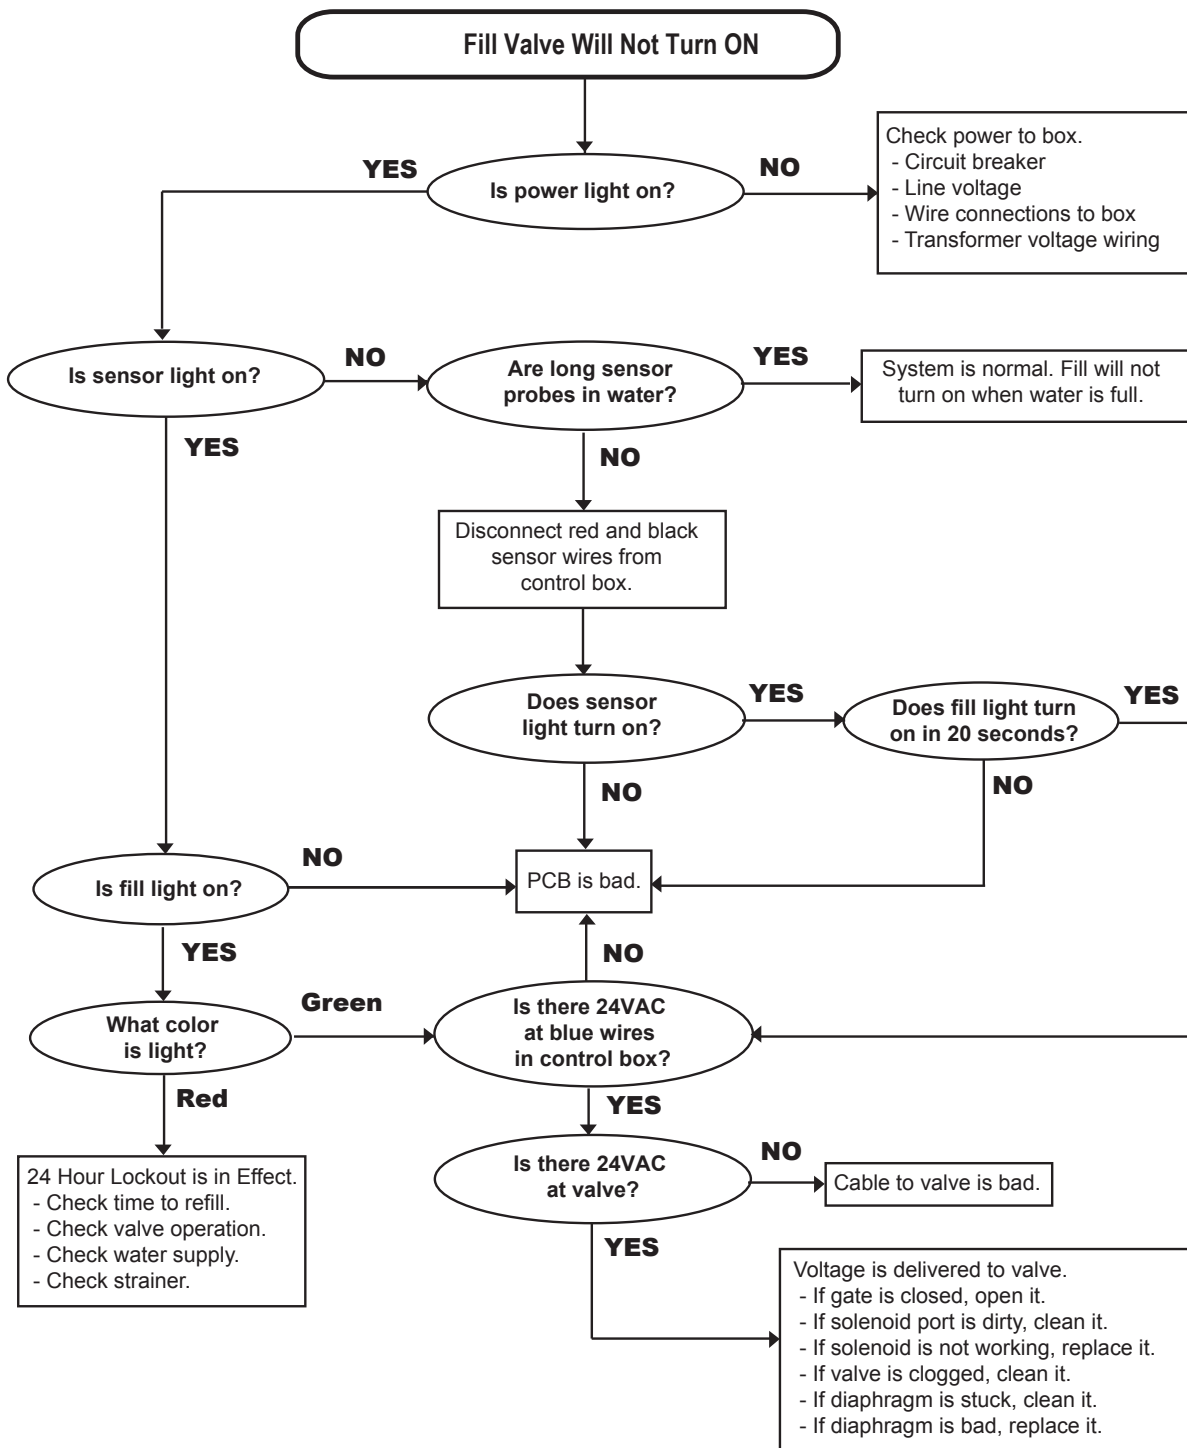 Fill Valve Will Not Turn ON
YES
Is power light on?
NO
Check power to box.
- Circuit breaker
- Line voltage
- Wire connections to box
- Transformer voltage wiring
Is sensor light on?
NO
Are long sensor
probes in water?
YES
System is normal. Fill will not
turn on when water is full.
YES
NO
Disconnect red and black
sensor wires from
control box.
Does sensor
light turn on?
YES
Does fill light turn
on in 20 seconds?
YES
NO
NO
Is fill light on?
NO
PCB is bad.
YES
NO
What color
is light?
Green
Is there 24VAC
at blue wires
in control box?
Red
YES
24 Hour Lockout is in Effect.
- Check time to refill.
- Check valve operation.
- Check water supply.
- Check strainer.
Is there 24VAC
at valve?
NO
Cable to valve is bad.
YES
Voltage is delivered to valve.
- If gate is closed, open it.
- If solenoid port is dirty, clean it.
- If solenoid is not working, replace it.
- If valve is clogged, clean it.
- If diaphragm is stuck, clean it.
- If diaphragm is bad, replace it.